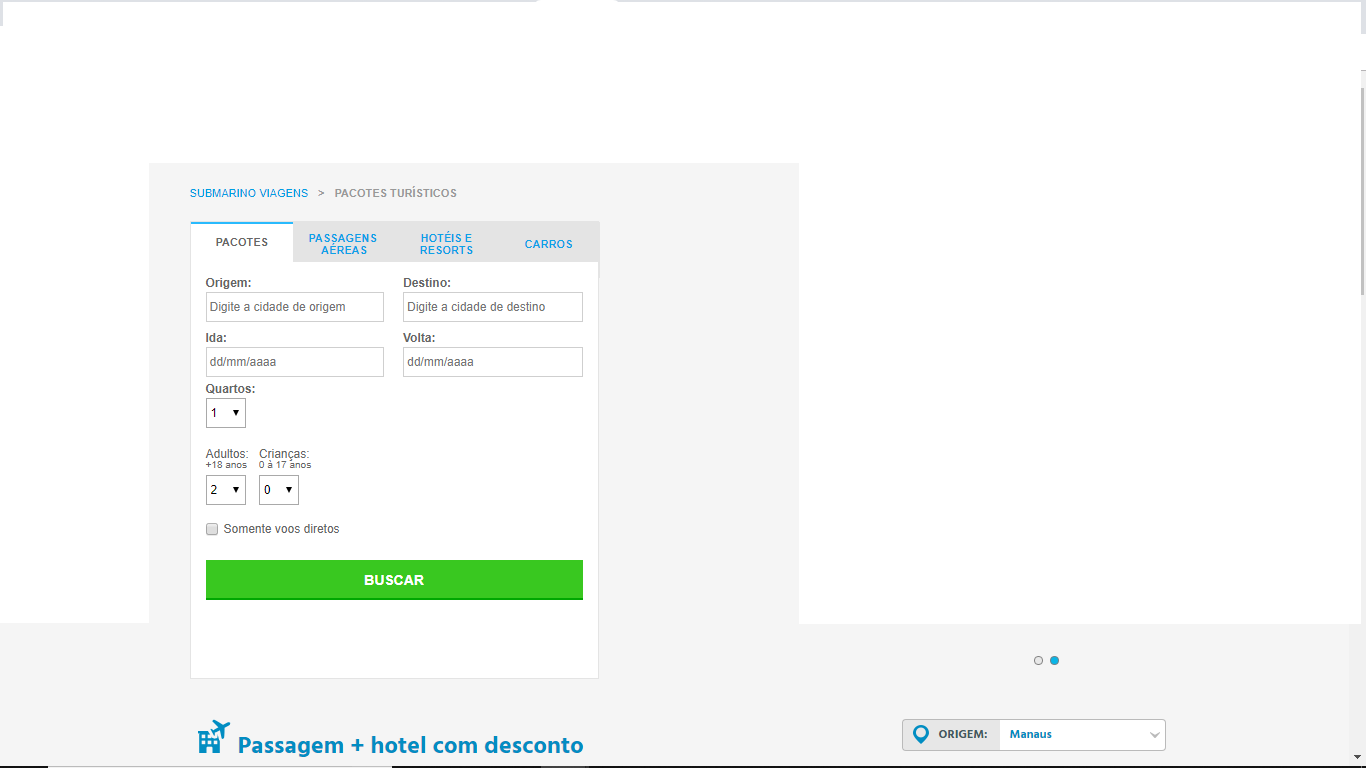 SUBMARINO VIAGENS > PACOTES TURÍSTICOS
PACOTES
PASSAGENS
AÉREAS
HOTÉIS E
RESORTS
CARROS
Origem: Destino:
Digite a cidade de origem Digite a cidade de destino
Ida: Volta:
dd/mm/aaaa dd/mm/aaaa
Quartos:
1
Adultos: Crianças:
+18 anos 0 à 17 anos
2 0
Somente voos diretos
BUSCAR
Passagem + hotel com desconto
ORIGEM: Manaus